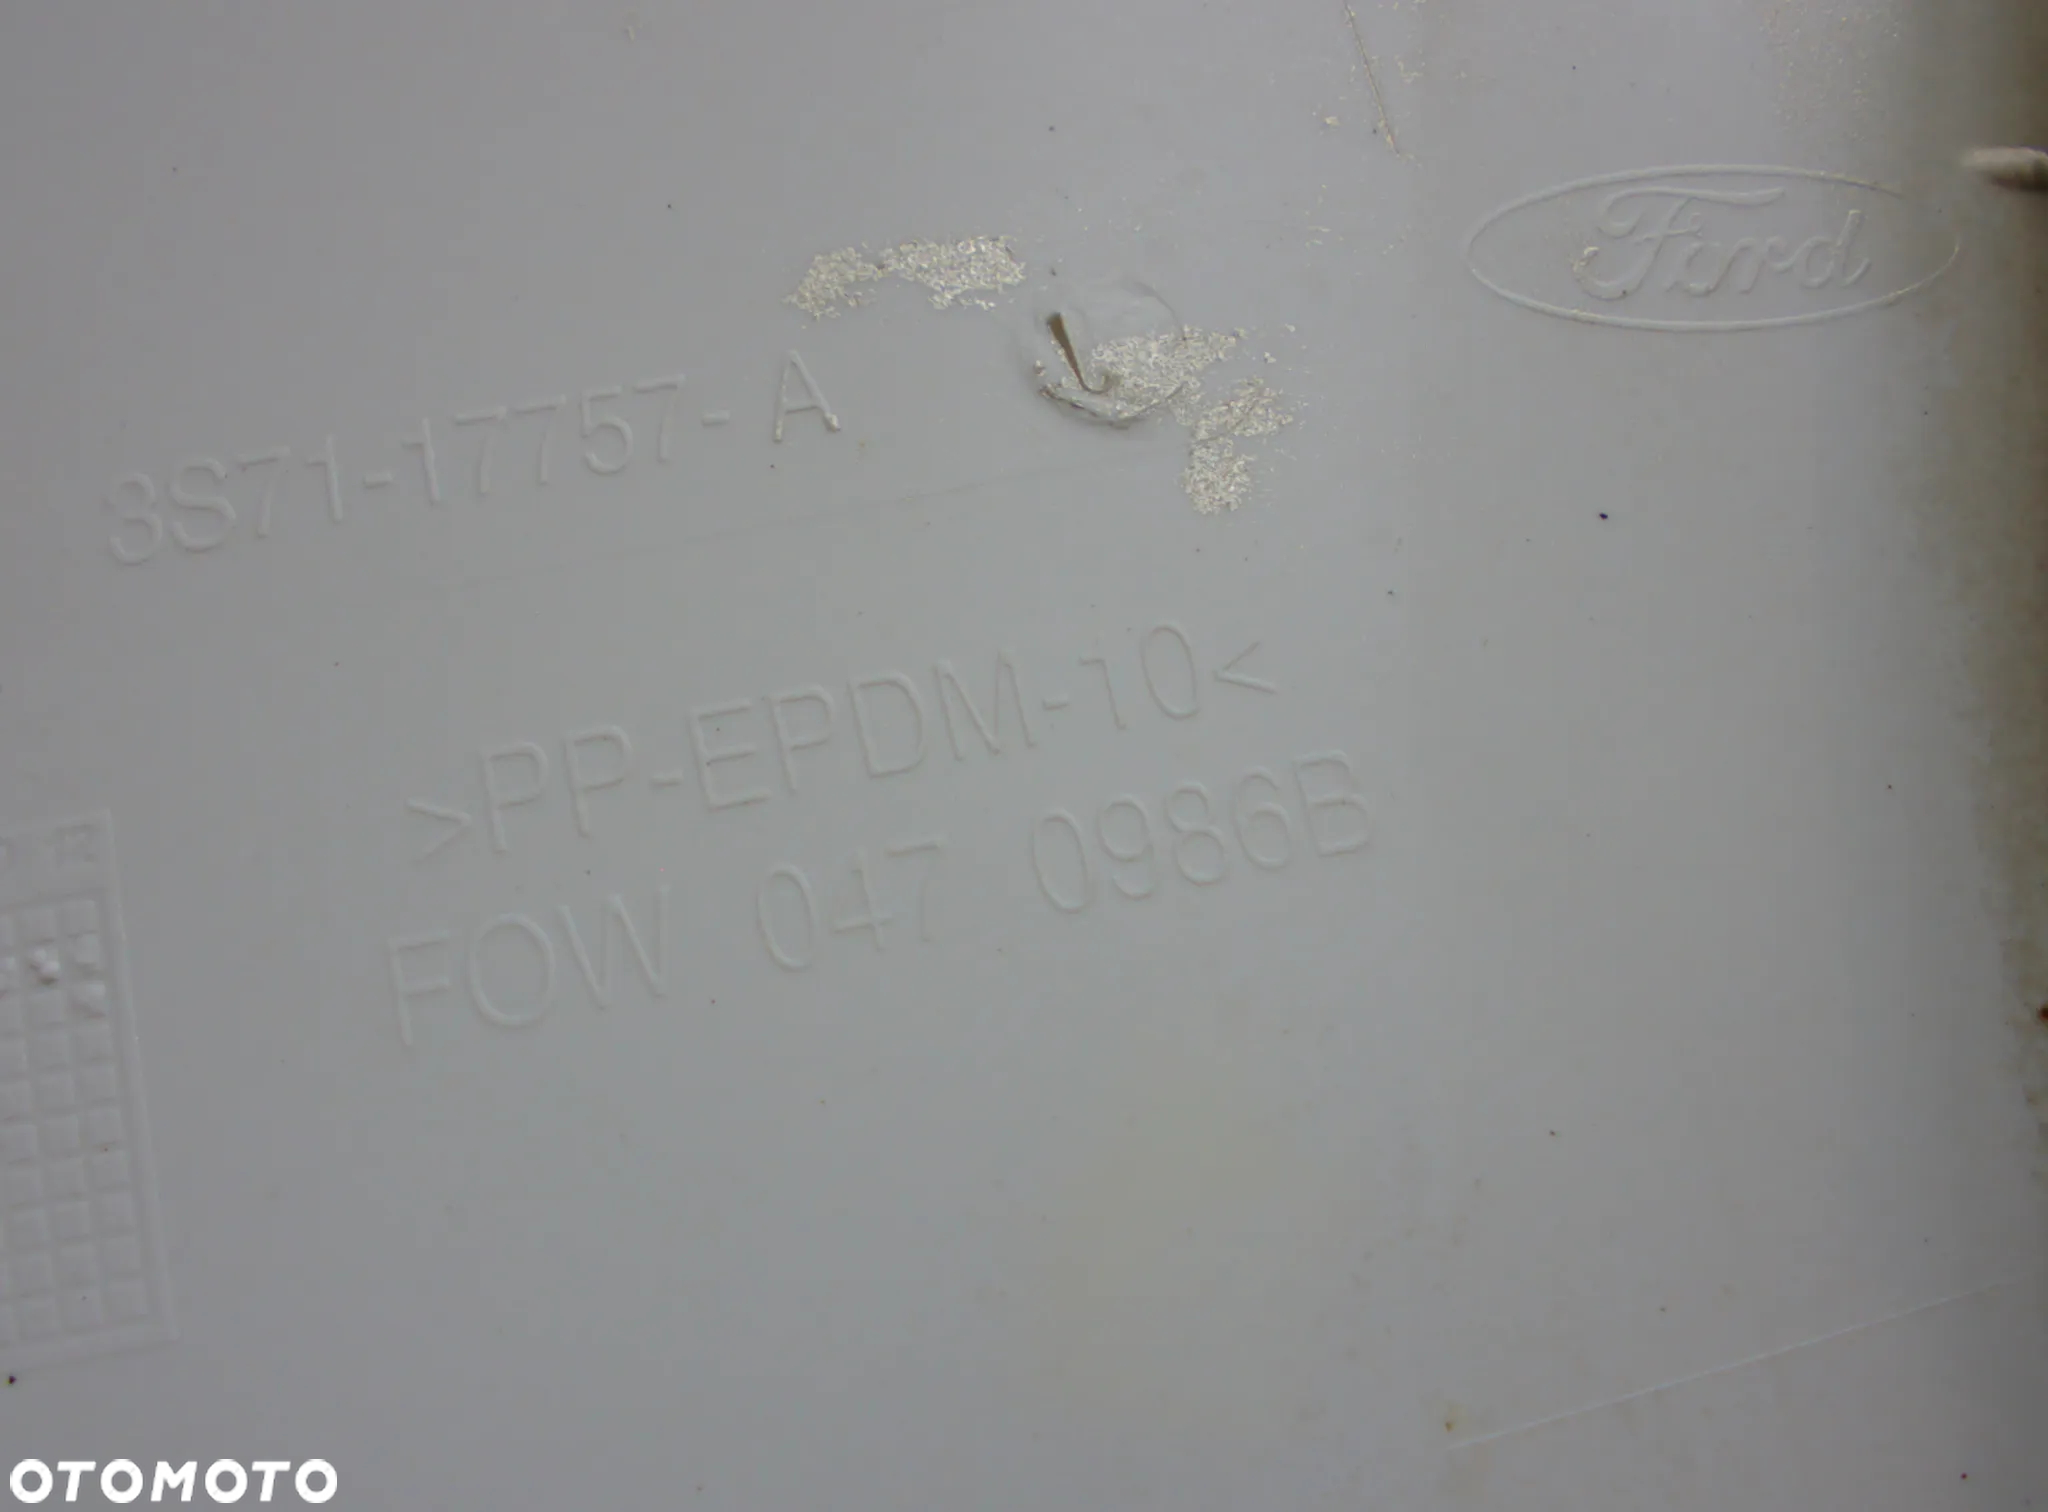 Ford
3S71-17757-A
>PP-EPDM-10<
FOW 047 0986B
OTOMOTO